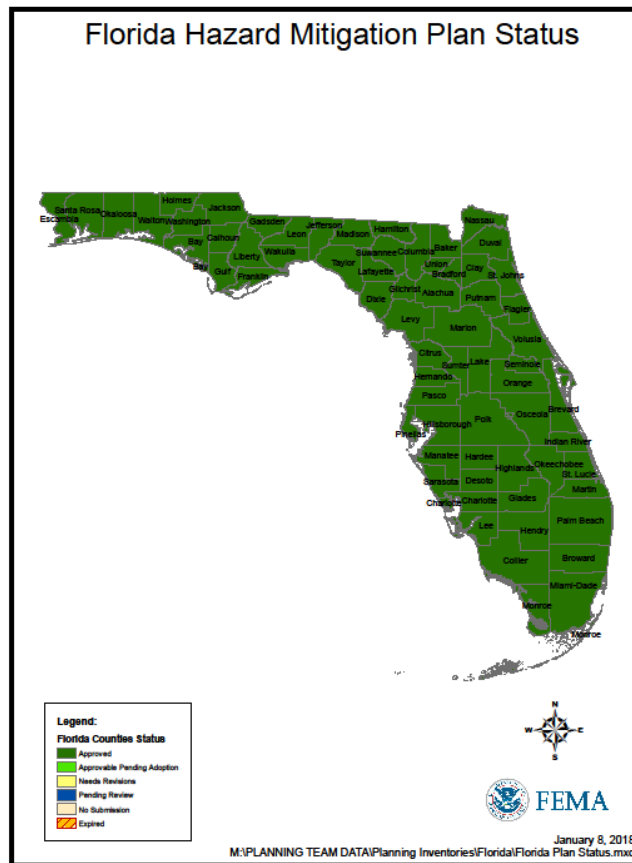 Florida Hazard Mitigation Plan Status
Holmes
Santa Rosa
Okaloosa
Jackson
Escambia
Walton
Washington
Gadsden
Jefferson
Hamilton
Nassau
Leon
Madison
Bay
Calhoun
Baker
Duval
Liberty
Wakulla
Suwannee
Columbia
Taylor
Union
Clay
Bay
Gulf
Franklin
Lafayette
Bradford
St. Johns
Gilchrist
Alachua
Dixie
Putnam
Flagler
Levy
Marion
Volusia
Citrus
Sumter
Lake
Seminole
Hernando
Orange
Pasco
Osceola
Brevard
Hillsborough
Polk
Pinellas
Indian River
Manatee
Hardee
Okeechobee
Highlands
St. Lucie
Sarasota
Desoto
Martin
Charlotte
Charlotte
Glades
Palm Beach
Lee
Hendry
Collier
Broward
Miami-Dade
Monroe
Monroe
N
W
E
S
Legend:
Florida Counties Status
Approved
Approvable Pending Adoption
Needs Revisions
Pending Review
No Submission
Expired
FEMA
January 8, 2018
M:\PLANNING TEAM DATA\Planning Inventories\Florida\Florida Plan Status.mxd